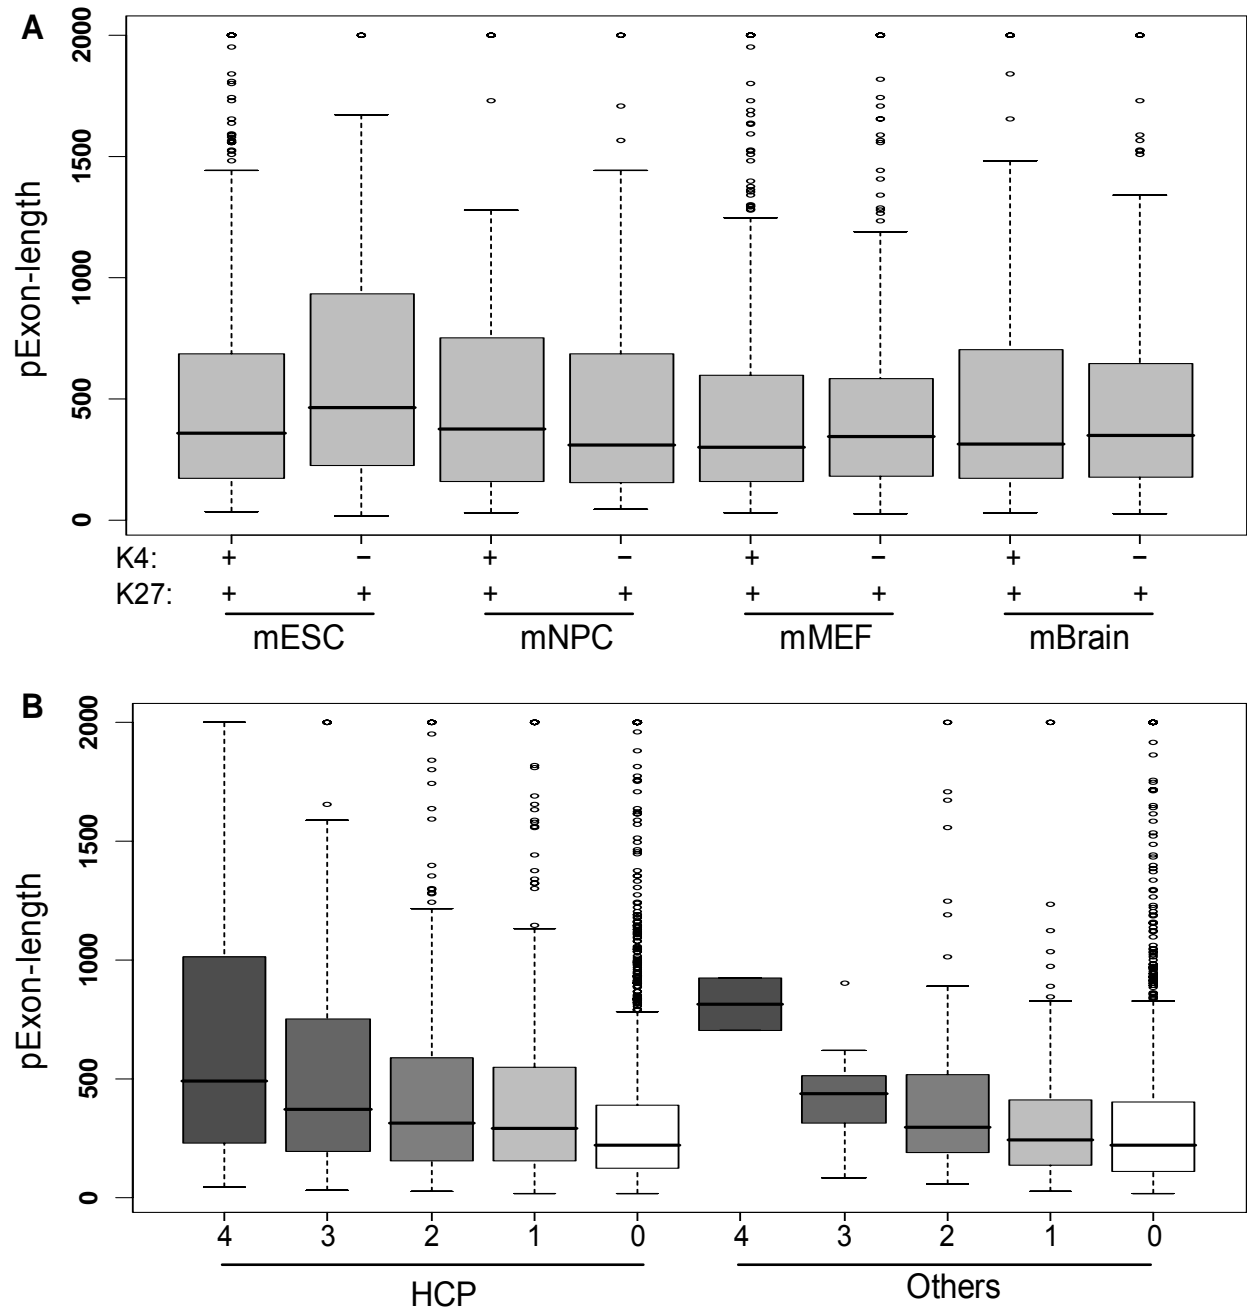 A
pExon-length
2000
1500
1000
500
0
K4: + − + − + − + −
K27: + + + + + + + +
mESC mNPC mMEF mBrain
B
pExon-length
2000
1500
1000
500
0
4 3 2 1 0 4 3 2 1 0
HCP Others